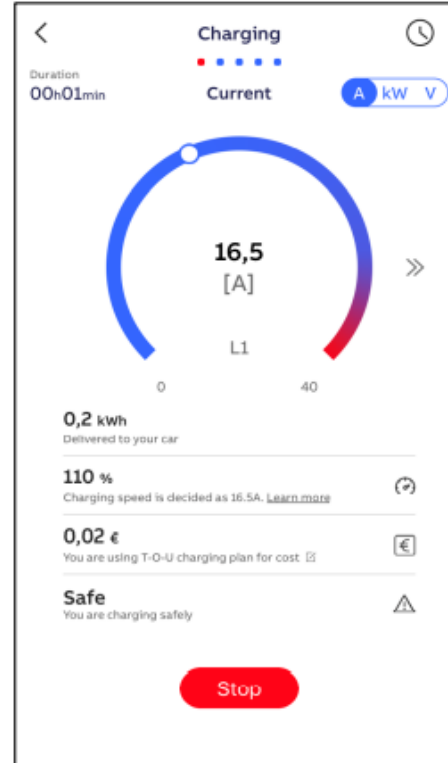 Charging
Duration
00h01min
Current
A kW V
16,5
[A]
L1
0 40
0,2 kWh
Delivered to your car
110 %
Charging speed is decided as 16.5A. Learn more
0,02 €
You are using T-O-U charging plan for cost
€
Safe
You are charging safely
Stop